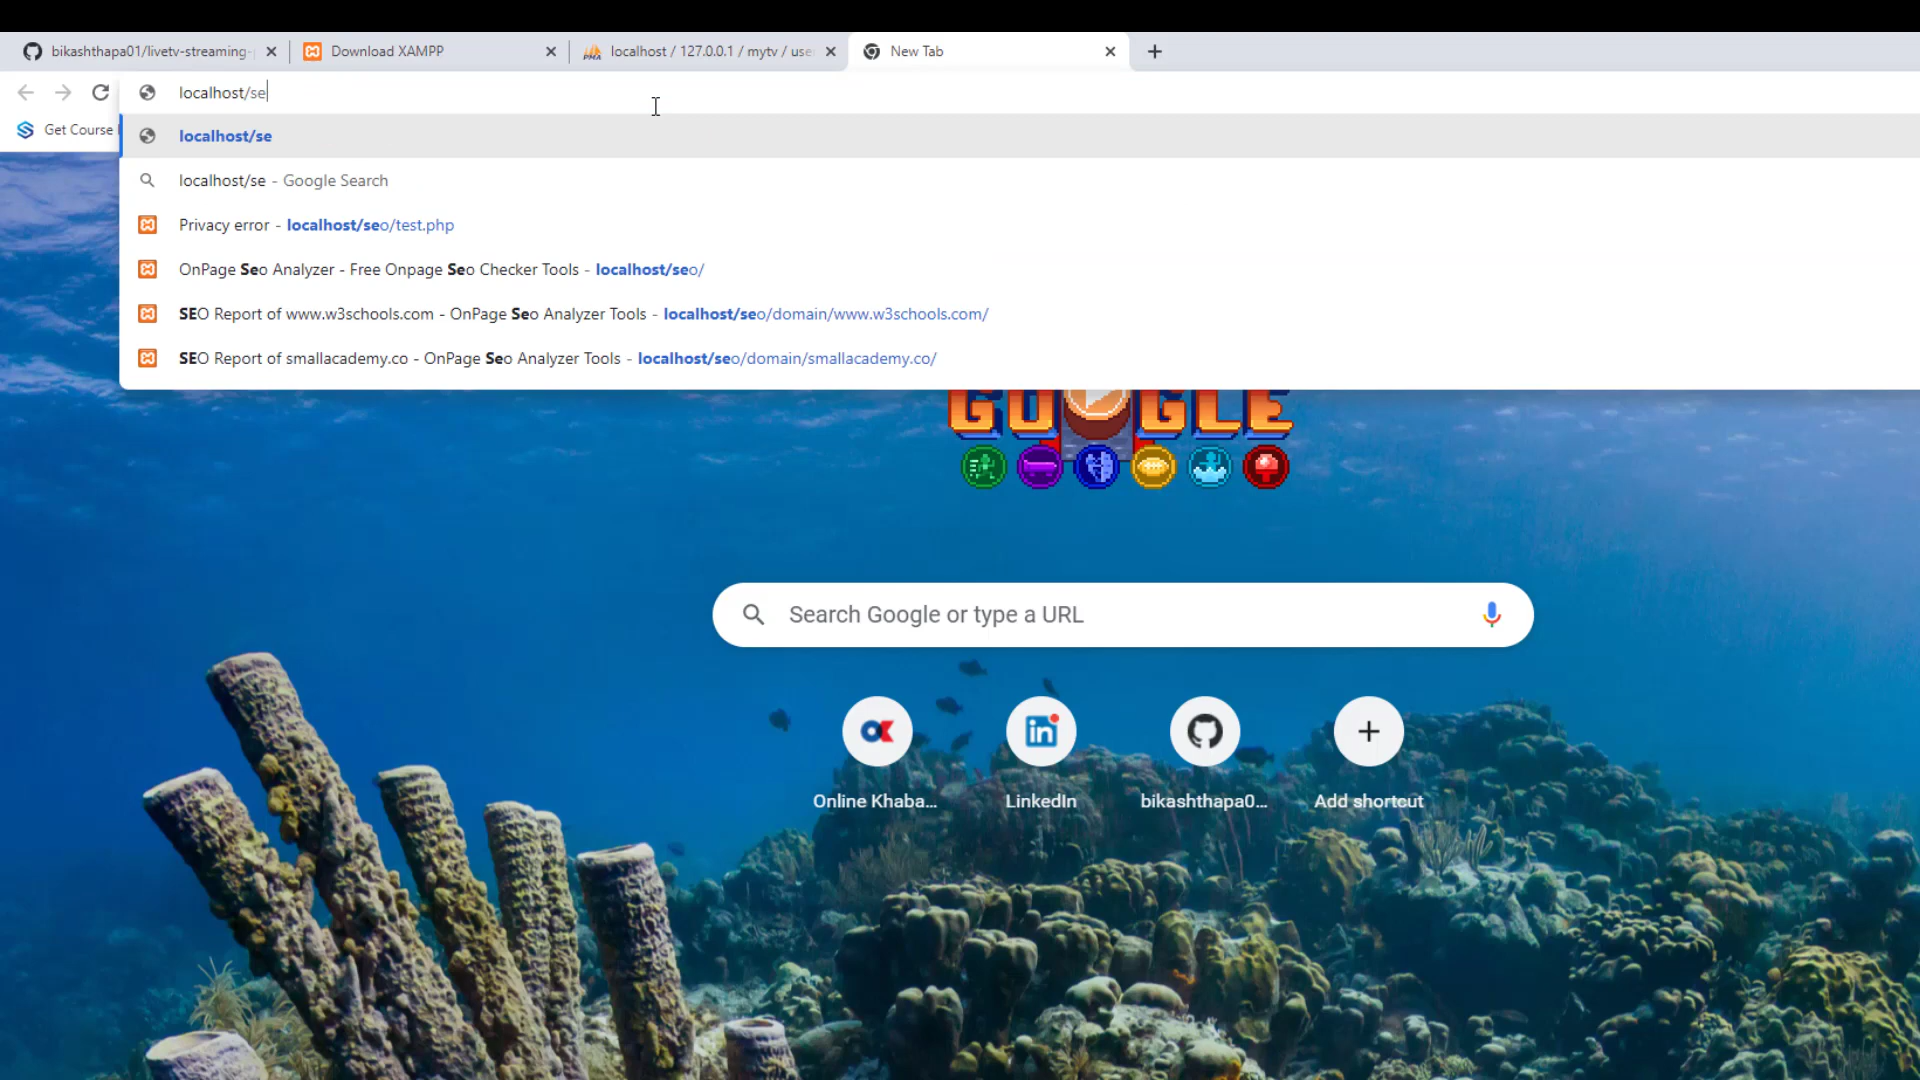 bikashthapa01/livetv-streaming-
Download XAMPP
localhost / 127.0.0.1 / mytv / use
New Tab
localhost/se
Get Course
localhost/se
localhost/se - Google Search
Privacy error - localhost/seo/test.php
OnPage Seo Analyzer - Free Onpage Seo Checker Tools - localhost/seo/
SEO Report of www.w3schools.com - OnPage Seo Analyzer Tools - localhost/seo/domain/www.w3schools.com/
SEO Report of smallacademy.co - OnPage Seo Analyzer Tools - localhost/seo/domain/smallacademy.co/
GOOGLE
Search Google or type a URL
Online Khaba...
LinkedIn
bikashthapa0...
Add shortcut